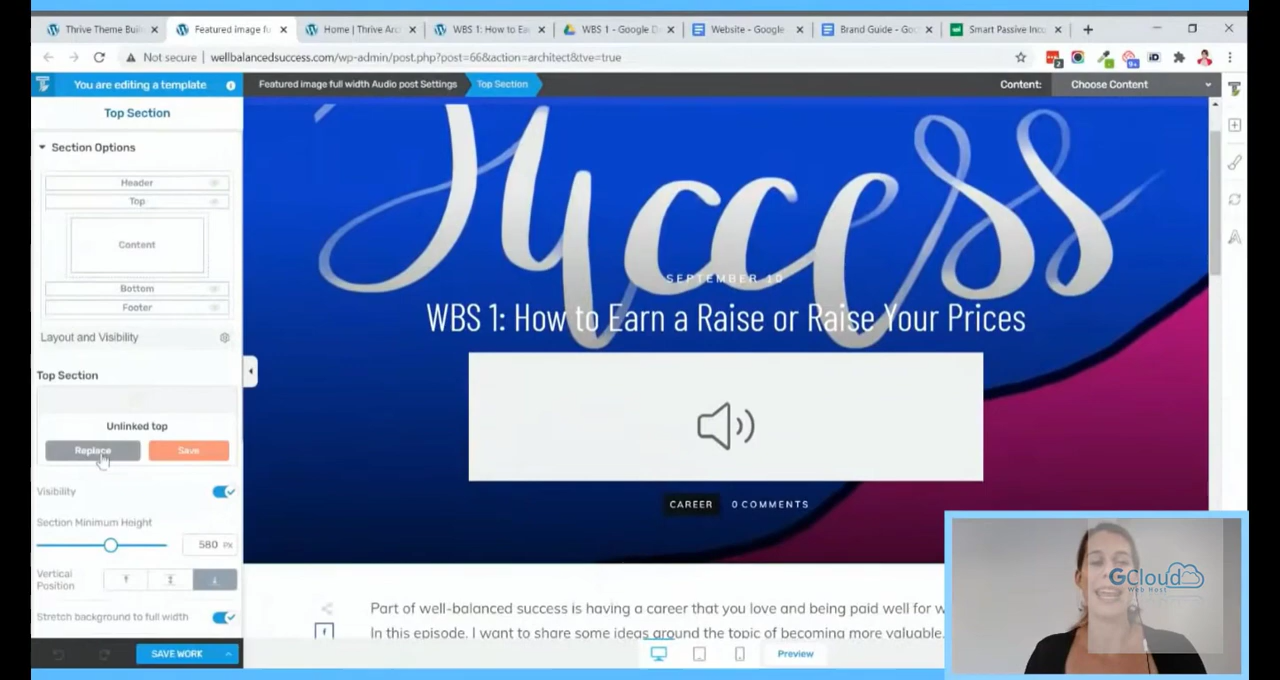 Thrive Theme Buil
Featured image fu
Home | Thrive Arc
WBS 1: How to Ea
WBS 1 - Google D
Website - Google
Brand Guide - Goo
Smart Passive Inc
Not secure
wellbalancedsuccess.com/wp-admin/post.php?post=66&action=architect&tve=true
You are editing a template
Featured image full width Audio post Settings
Top Section
Content:
Choose Content
Top Section
Section Options
Header
Top
Content
Bottom
Footer
Layout and Visibility
Top Section
Unlinked top
Replace
Save
Visibility
Section Minimum Height
580 PX
Vertical
Position
Stretch background to full width
SAVE WORK
Success
SEPTEMBER 10
WBS 1: How to Earn a Raise or Raise Your Prices
CAREER 0 COMMENTS
Part of well-balanced success is having a career that you love and being paid well for w
In this episode, I want to share some ideas around the topic of becoming more valuable.
Preview
GCloud
Web Host